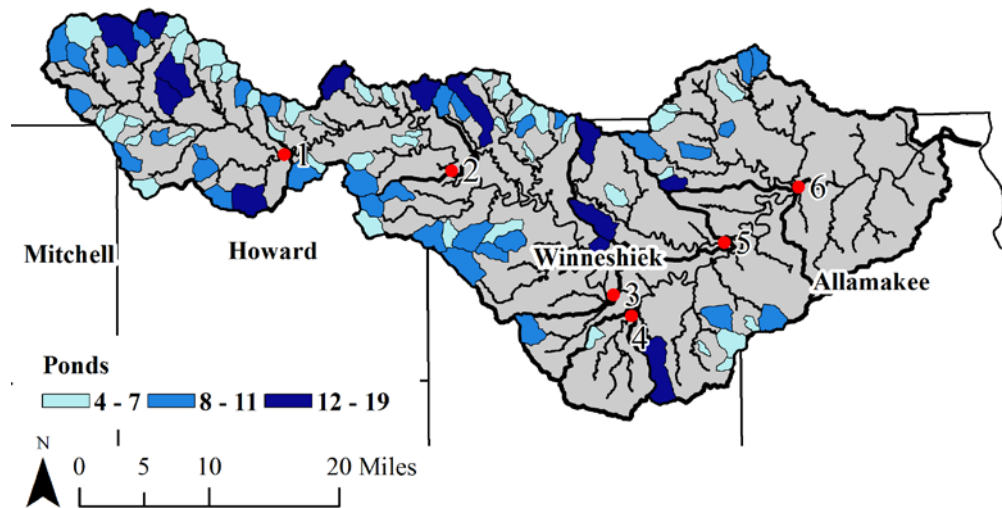 1
2
6
5
Mitchell
Howard
Winneshiek
Allamakee
3
4
Ponds
4 - 7
8 - 11
12 - 19
N
0 5 10 20 Miles